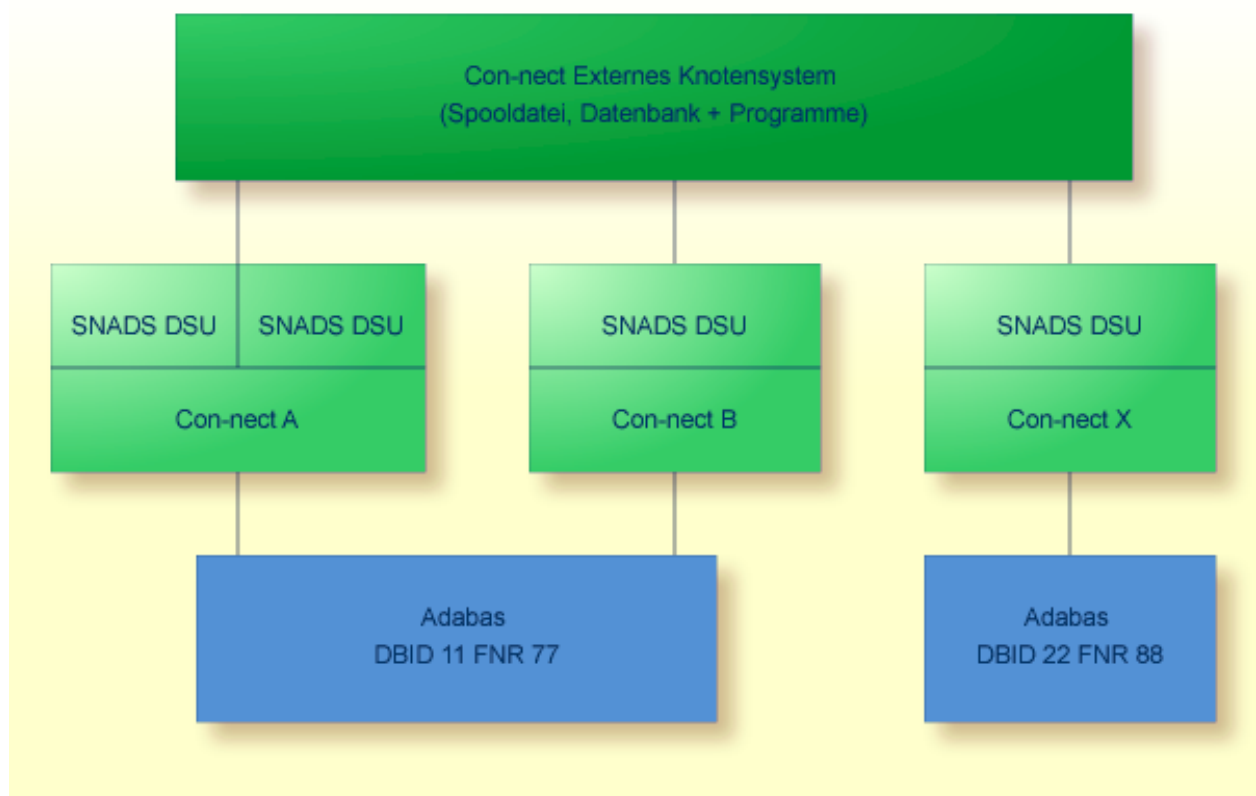 Con-nect Externes Knotensystem
(Spooldatei, Datenbank + Programme)
SNADS DSU
SNADS DSU
SNADS DSU
SNADS DSU
Con-nect A
Con-nect B
Con-nect X
Adabas
DBID 11 FNR 77
Adabas
DBID 22 FNR 88